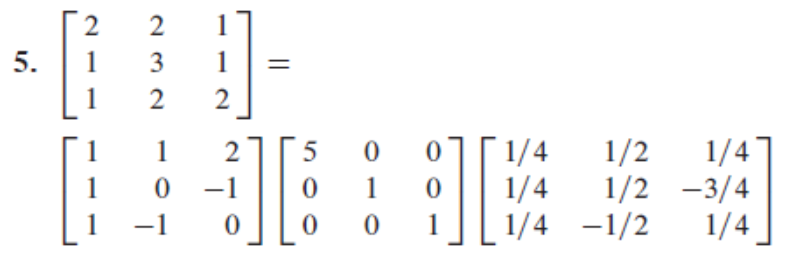 5. [2 2 1; 1 3 1; 1 2 2] =
[1 1 2; 1 0 −1; 1 −1 0] [5 0 0; 0 1 0; 0 0 1] [1/4 1/2 1/4; 1/4 1/2 −3/4; 1/4 −1/2 1/4]